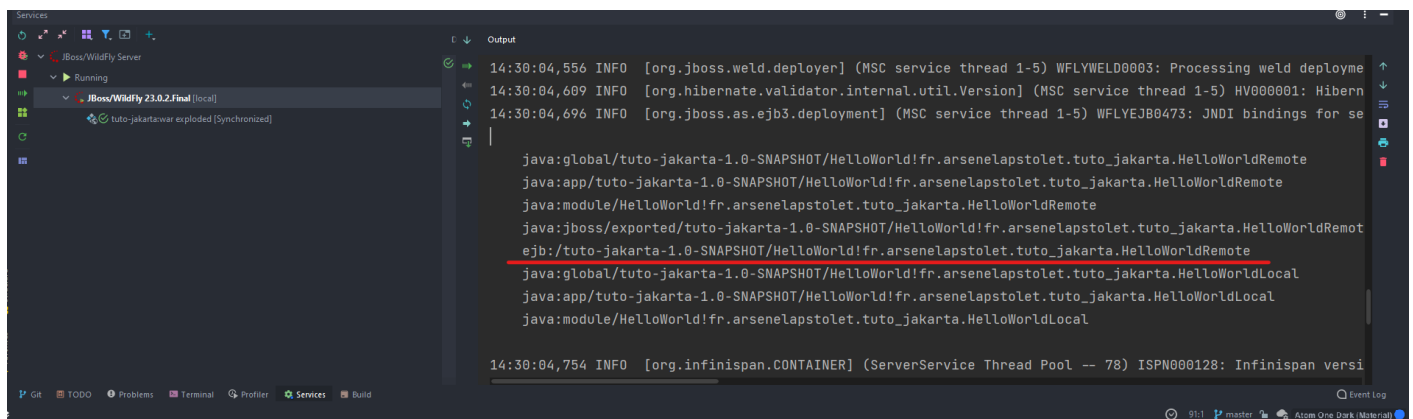 Services
Output
JBoss/WildFly Server
Running
JBoss/WildFly 23.0.2.Final [local]
tuto-jakarta:war exploded [Synchronized]
14:30:04,556 INFO [org.jboss.weld.deployer] (MSC service thread 1-5) WFLYWELD0003: Processing weld deployme
14:30:04,609 INFO [org.hibernate.validator.internal.util.Version] (MSC service thread 1-5) HV000001: Hibern
14:30:04,696 INFO [org.jboss.as.ejb3.deployment] (MSC service thread 1-5) WFLYEJB0473: JNDI bindings for se
java:global/tuto-jakarta-1.0-SNAPSHOT/HelloWorld!fr.arsenelapstolet.tuto_jakarta.HelloWorldRemote
java:app/tuto-jakarta-1.0-SNAPSHOT/HelloWorld!fr.arsenelapstolet.tuto_jakarta.HelloWorldRemote
java:module/HelloWorld!fr.arsenelapstolet.tuto_jakarta.HelloWorldRemote
java:jboss/exported/tuto-jakarta-1.0-SNAPSHOT/HelloWorld!fr.arsenelapstolet.tuto_jakarta.HelloWorldRemot
ejb:/tuto-jakarta-1.0-SNAPSHOT/HelloWorld!fr.arsenelapstolet.tuto_jakarta.HelloWorldRemote
java:global/tuto-jakarta-1.0-SNAPSHOT/HelloWorld!fr.arsenelapstolet.tuto_jakarta.HelloWorldLocal
java:app/tuto-jakarta-1.0-SNAPSHOT/HelloWorld!fr.arsenelapstolet.tuto_jakarta.HelloWorldLocal
java:module/HelloWorld!fr.arsenelapstolet.tuto_jakarta.HelloWorldLocal
14:30:04,754 INFO [org.infinispan.CONTAINER] (ServerService Thread Pool -- 78) ISPN000128: Infinispan versi
Git TODO Problems Terminal Profiler Services Build Event Log
91:1 master Atom One Dark (Material)